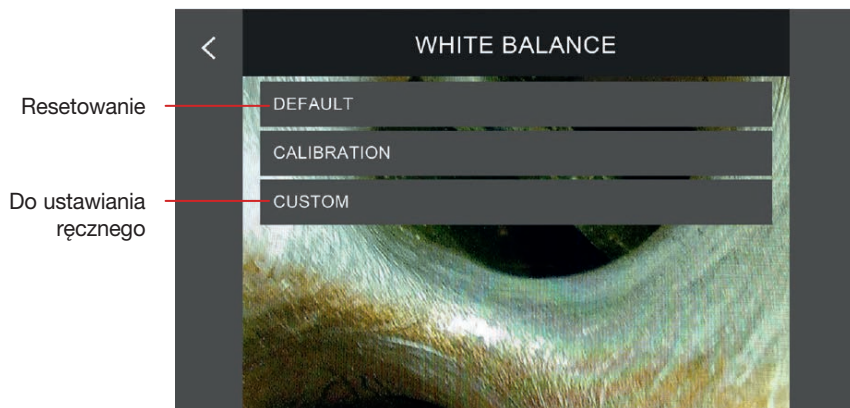 WHITE BALANCE
Resetowanie
DEFAULT
CALIBRATION
Do ustawiania
ręcznego
CUSTOM